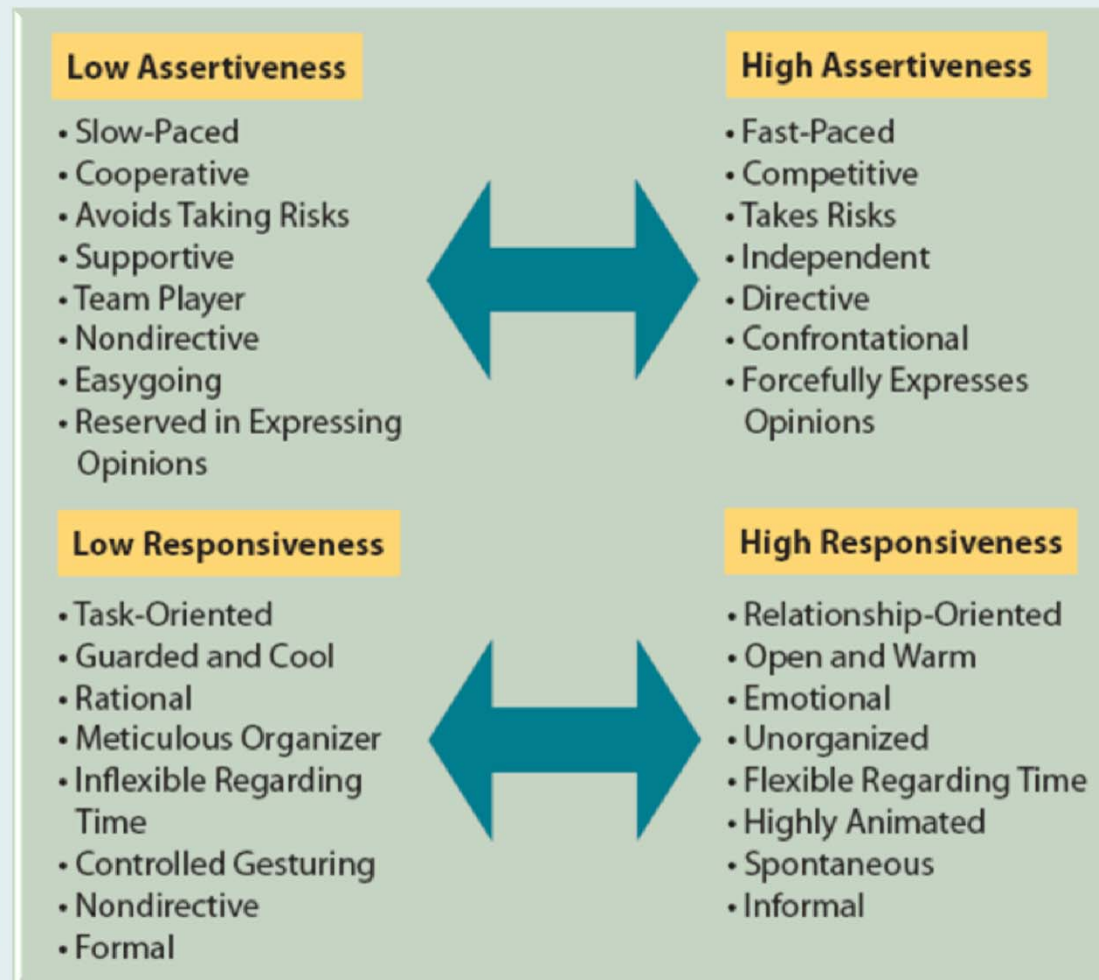 Low Assertiveness
• Slow-Paced
• Cooperative
• Avoids Taking Risks
• Supportive
• Team Player
• Nondirective
• Easygoing
• Reserved in Expressing
Opinions
High Assertiveness
• Fast-Paced
• Competitive
• Takes Risks
• Independent
• Directive
• Confrontational
• Forcefully Expresses
Opinions
Low Responsiveness
• Task-Oriented
• Guarded and Cool
• Rational
• Meticulous Organizer
• Inflexible Regarding
Time
• Controlled Gesturing
• Nondirective
• Formal
High Responsiveness
• Relationship-Oriented
• Open and Warm
• Emotional
• Unorganized
• Flexible Regarding Time
• Highly Animated
• Spontaneous
• Informal